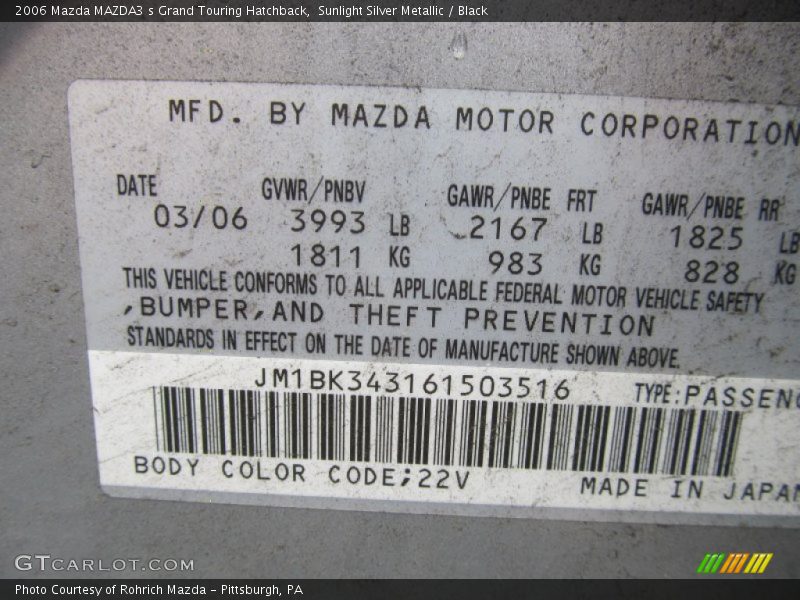 2006 Mazda MAZDA3 s Grand Touring Hatchback,  Sunlight Silver Metallic / Black
MFD. BY MAZDA MOTOR CORPORATION
DATE GVWR/PNBV GAWR/PNBE FRT GAWR/PNBE RR
03/06 3993 LB 2167 LB 1825 LB
1811 KG 983 KG 828 KG
THIS VEHICLE CONFORMS TO ALL APPLICABLE FEDERAL MOTOR VEHICLE SAFETY
,BUMPER,AND THEFT PREVENTION
STANDARDS IN EFFECT ON THE DATE OF MANUFACTURE SHOWN ABOVE.
JM1BK343161503516 TYPE:PASSENG
BODY COLOR CODE;22V MADE IN JAPAN
GTCARLOT.COM
Photo Courtesy of Rohrich Mazda - Pittsburgh, PA